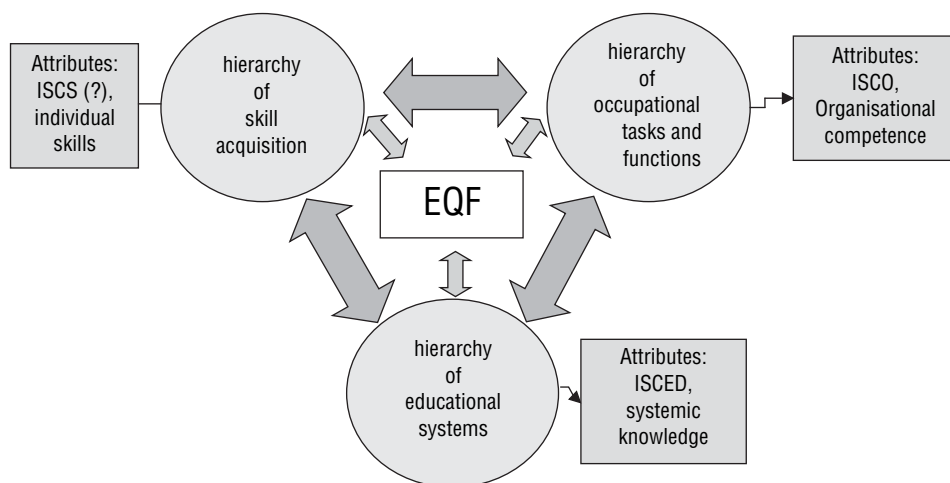 Attributes:
ISCS (?),
individual
skills
hierarchy
of
skill
acquisition
hierarchy
of
occupational
tasks and
functions
Attributes:
ISCO,
Organisational
competence
EQF
hierarchy
of
educational
systems
Attributes:
ISCED,
systemic
knowledge